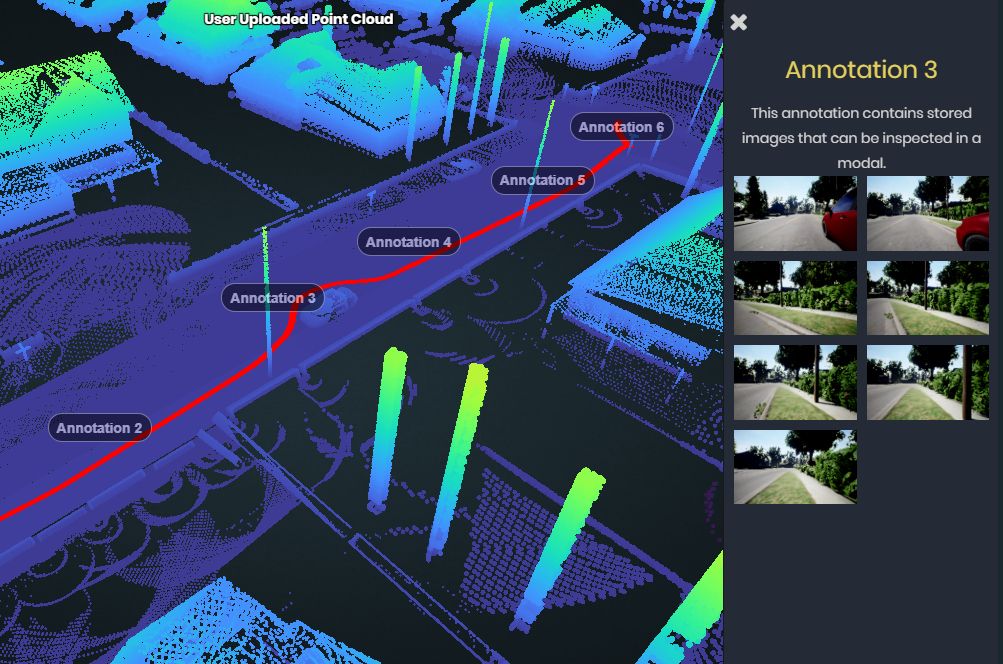 User Uploaded Point Cloud
Annotation 3
This annotation contains stored
images that can be inspected in a
modal.
Annotation 6
Annotation 5
Annotation 4
Annotation 3
Annotation 2